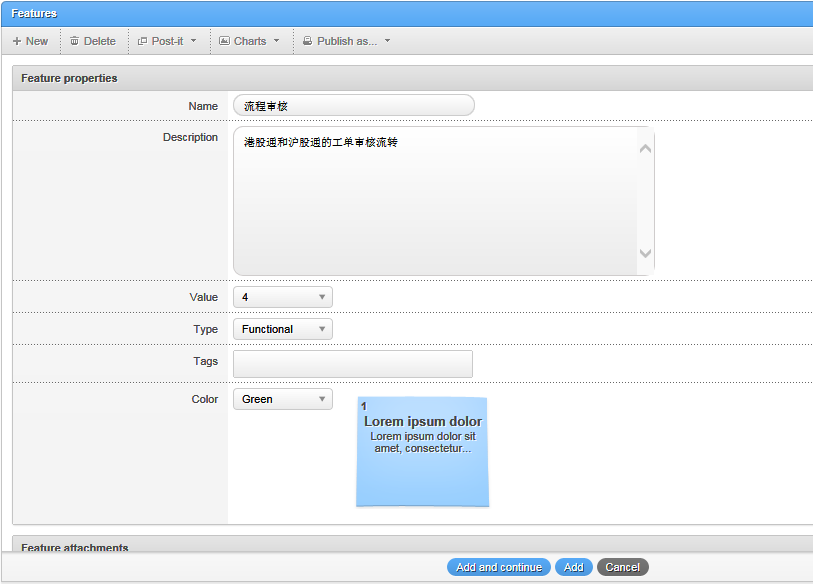 Features
New Delete Post-it Charts Publish as...
Feature properties
Name 流程审核
Description 港股通和沪股通的工单审核流转
Value 4
Type Functional
Tags
Color Green
1
Lorem ipsum dolor
Lorem ipsum dolor sit
amet, consectetur...
Feature attachments
Add and continue Add Cancel